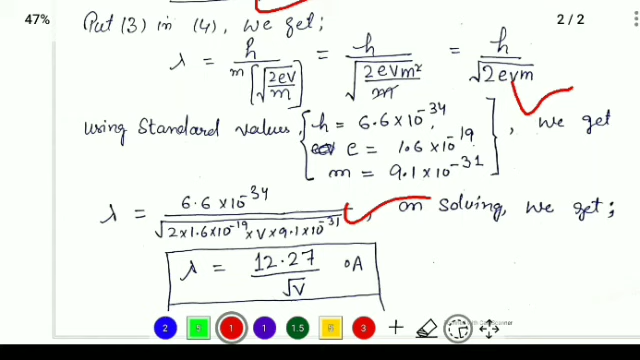 47%
2/2
Put (3) in (4), we get;
λ = h / m[√(2eV/m)] = h / √(2eVm²/m) = h / √2eVm
using Standard values, { h = 6.6×10⁻³⁴, e = 1.6×10⁻¹⁹, m = 9.1×10⁻³¹ }, we get
λ = 6.6×10⁻³⁴ / √2×1.6×10⁻¹⁹×V×9.1×10⁻³¹, on solving, we get;
λ = 12.27 / √V °A
2 5 1 1 1.5 5 3